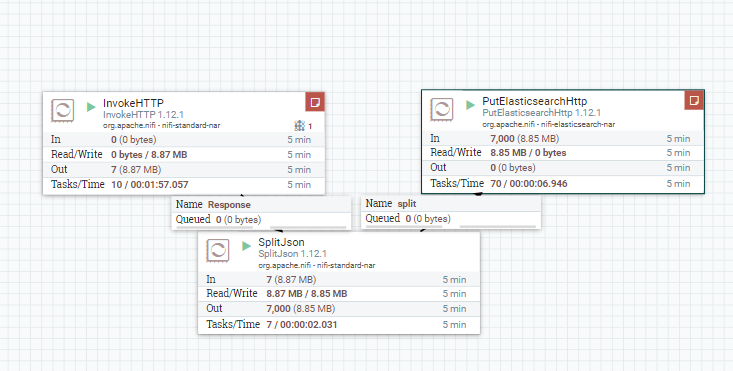 InvokeHTTP
InvokeHTTP 1.12.1
org.apache.nifi - nifi-standard-nar
1
In 0 (0 bytes) 5 min
Read/Write 0 bytes / 8.87 MB 5 min
Out 7 (8.87 MB) 5 min
Tasks/Time 10 / 00:01:57.057 5 min
PutElasticsearchHttp
PutElasticsearchHttp 1.12.1
org.apache.nifi - nifi-elasticsearch-nar
In 7,000 (8.85 MB) 5 min
Read/Write 8.85 MB / 0 bytes 5 min
Out 0 (0 bytes) 5 min
Tasks/Time 70 / 00:00:06.946 5 min
Name Response
Queued 0 (0 bytes)
Name split
Queued 0 (0 bytes)
SplitJson
SplitJson 1.12.1
org.apache.nifi - nifi-standard-nar
In 7 (8.87 MB) 5 min
Read/Write 8.87 MB / 8.85 MB 5 min
Out 7,000 (8.85 MB) 5 min
Tasks/Time 7 / 00:00:02.031 5 min